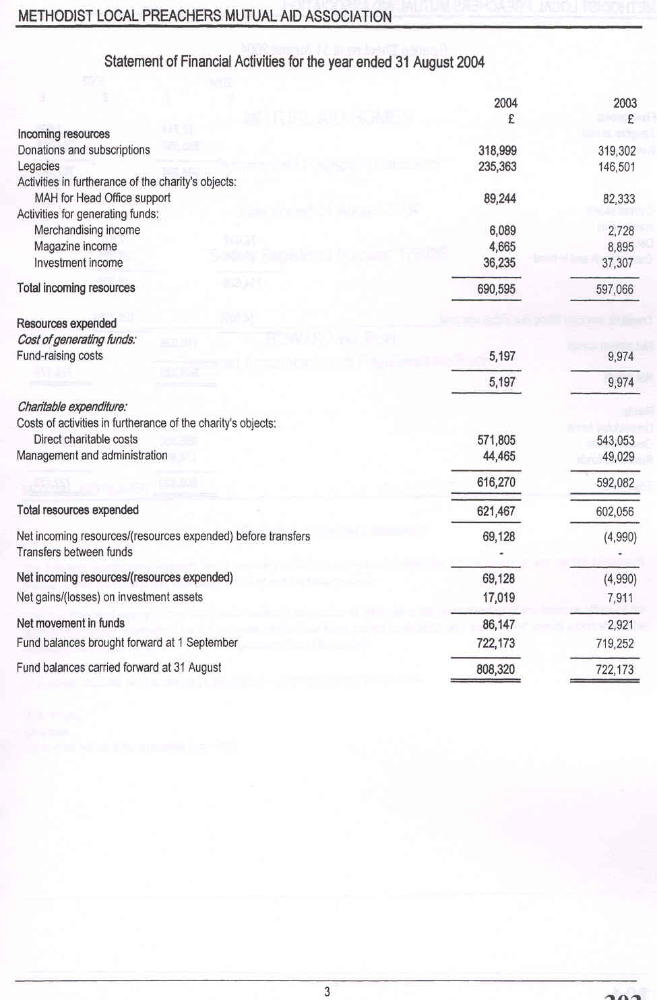 METHODIST LOCAL PREACHERS MUTUAL AID ASSOCIATION
Statement of Financial Activities for the year ended 31 August 2004
2004 2003
£ £
Incoming resources
Donations and subscriptions 318,999 319,302
Legacies 235,363 146,501
Activities in furtherance of the charity's objects:
MAH for Head Office support 89,244 82,333
Activities for generating funds:
Merchandising income 6,089 2,728
Magazine income 4,665 8,895
Investment income 36,235 37,307
Total incoming resources 690,595 597,066
Resources expended
Cost of generating funds:
Fund-raising costs 5,197 9,974
5,197 9,974
Charitable expenditure:
Costs of activities in furtherance of the charity's objects:
Direct charitable costs 571,805 543,053
Management and administration 44,465 49,029
616,270 592,082
Total resources expended 621,467 602,056
Net incoming resources/(resources expended) before transfers 69,128 (4,990)
Transfers between funds - -
Net incoming resources/(resources expended) 69,128 (4,990)
Net gains/(losses) on investment assets 17,019 7,911
Net movement in funds 86,147 2,921
Fund balances brought forward at 1 September 722,173 719,252
Fund balances carried forward at 31 August 808,320 722,173
3